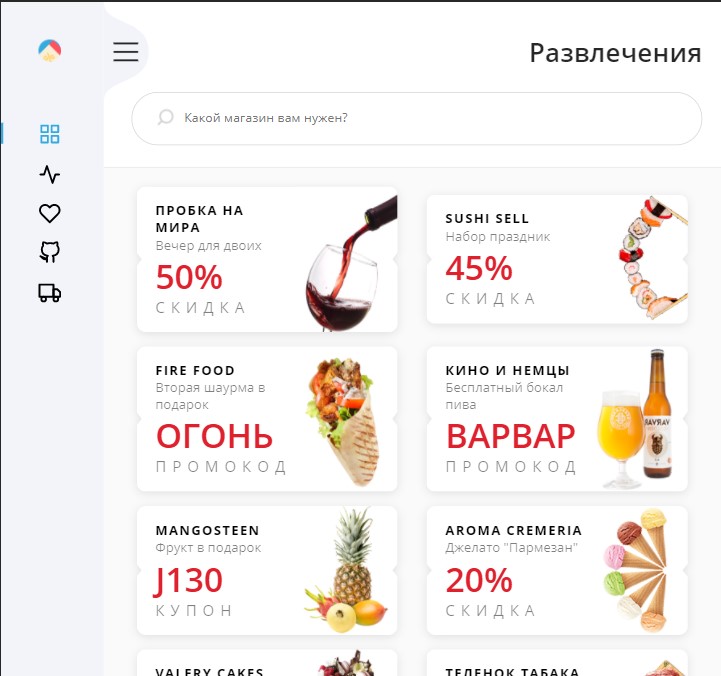 Развлечения
Какой магазин вам нужен?
ПРОБКА НА
МИРА
Вечер для двоих
50%
СКИДКА
SUSHI SELL
Набор праздник
45%
СКИДКА
FIRE FOOD
Вторая шаурма в
подарок
ОГОНЬ
ПРОМОКОД
КИНО И НЕМЦЫ
Бесплатный бокал
пива
ВАРВАР
ПРОМОКОД
MANGOSTEEN
Фрукт в подарок
J130
КУПОН
AROMA CREMERIA
Джелато "Пармезан"
20%
СКИДКА
VALERY CAKES
ТЕЛЕНОК ТАБАКА